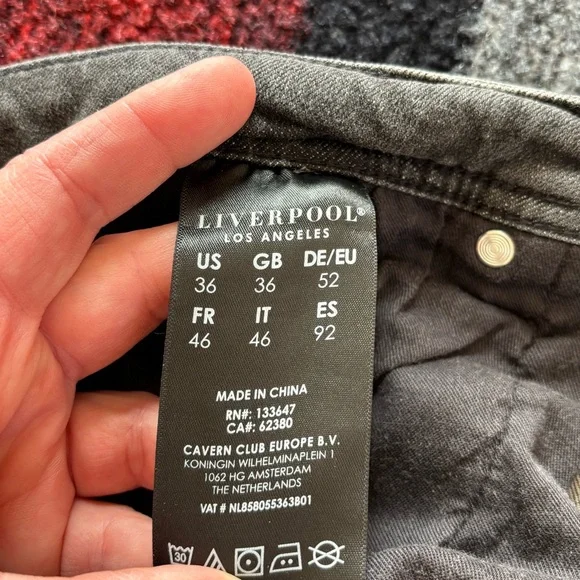 LIVERPOOL®
LOS ANGELES
US GB DE/EU
36 36 52
FR IT ES
46 46 92
MADE IN CHINA
RN#: 133647
CA#: 62380
CAVERN CLUB EUROPE B.V.
KONINGIN WILHELMINAPLEIN 1
1062 HG AMSTERDAM
THE NETHERLANDS
VAT # NL858055363B01
30